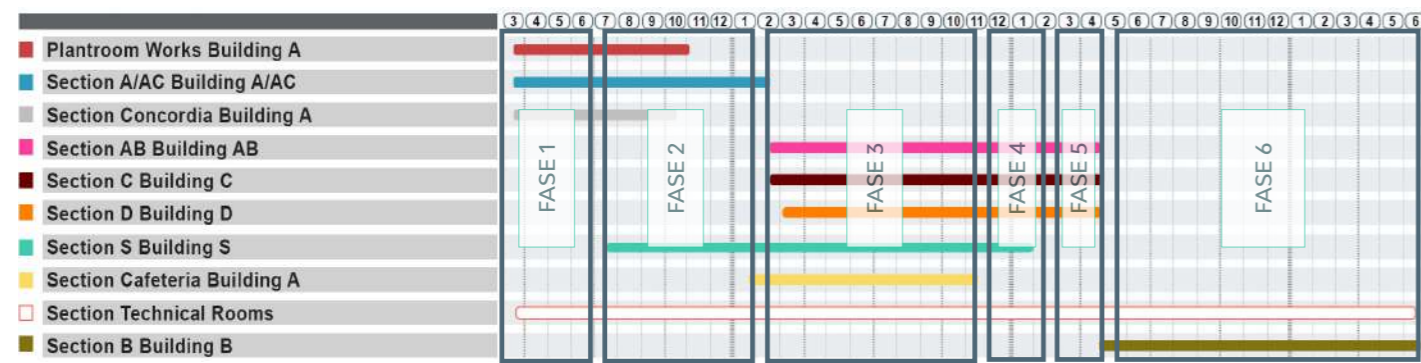 3 4 5 6 7 8 9 10 11 12 1 2 3 4 5 6 7 8 9 10 11 12 1 2 3 4 5 6 7 8 9 10 11 12 1 2 3 4 5 6
Plantroom Works Building A
Section A/AC Building A/AC
Section Concordia Building A
Section AB Building AB
Section C Building C
Section D Building D
Section S Building S
Section Cafeteria Building A
Section Technical Rooms
Section B Building B
FASE 1
FASE 2
FASE 3
FASE 4
FASE 5
FASE 6